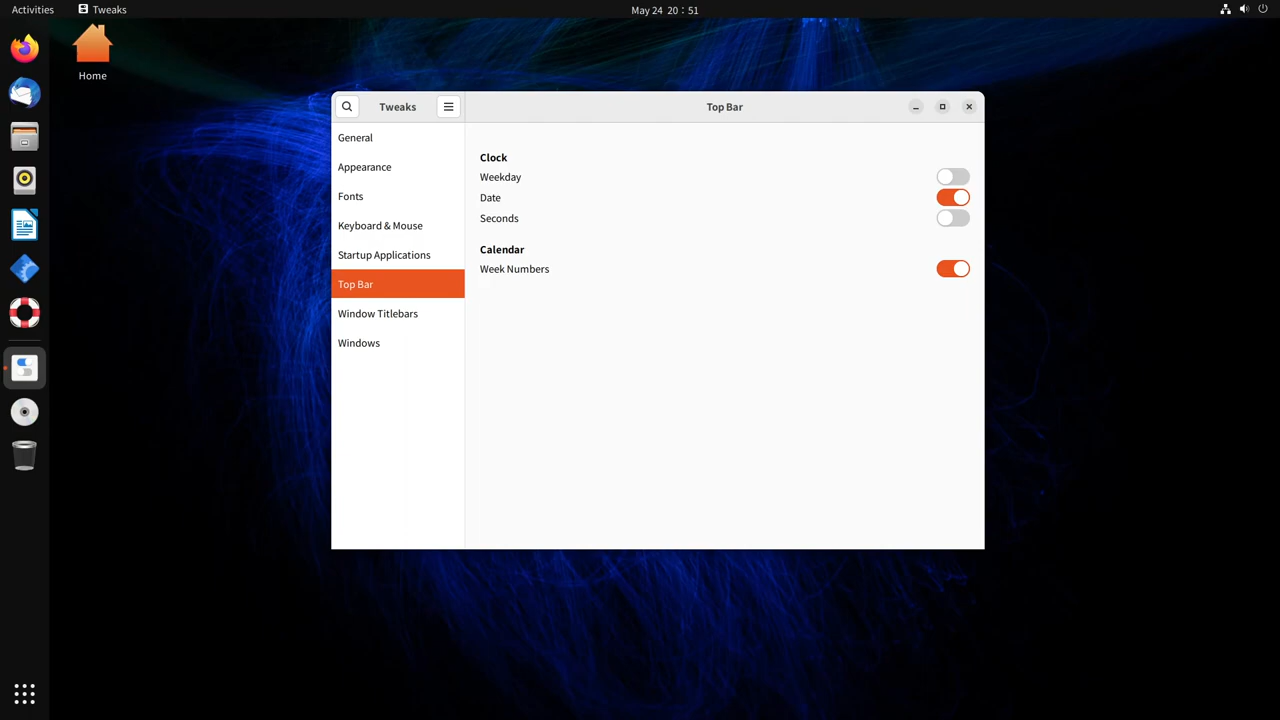 Activities
Tweaks
May 24  20∶51
Home
Tweaks
Top Bar
General
Appearance
Fonts
Keyboard & Mouse
Startup Applications
Top Bar
Window Titlebars
Windows
Clock
Weekday
Date
Seconds
Calendar
Week Numbers